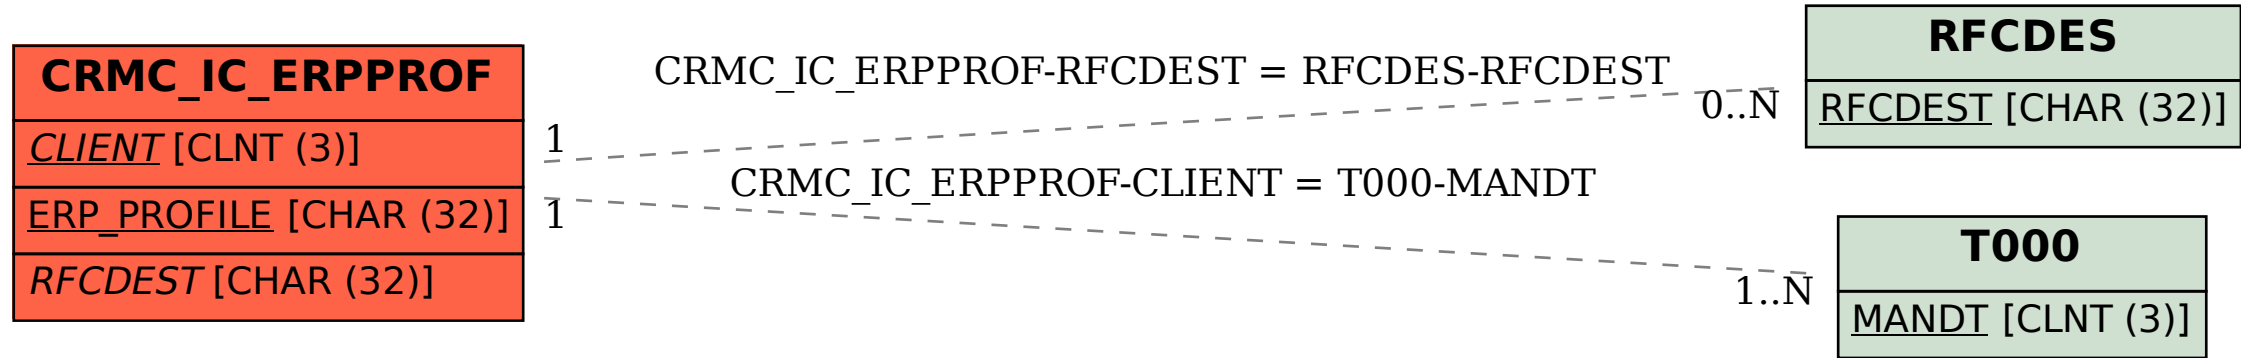 CRMC_IC_ERPPROF
CLIENT [CLNT (3)]
ERP_PROFILE [CHAR (32)]
RFCDEST [CHAR (32)]
CRMC_IC_ERPPROF-RFCDEST = RFCDES-RFCDEST
1
0..N
CRMC_IC_ERPPROF-CLIENT = T000-MANDT
1
1..N
RFCDES
RFCDEST [CHAR (32)]
T000
MANDT [CLNT (3)]